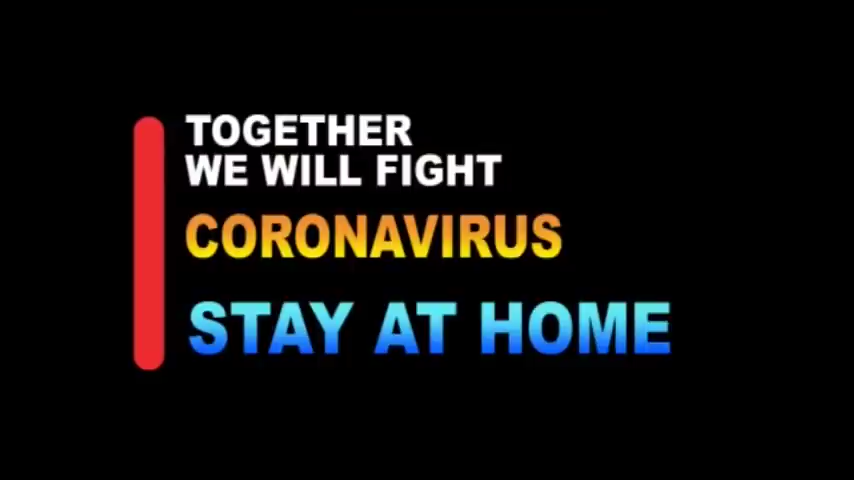 TOGETHER
WE WILL FIGHT
CORONAVIRUS
STAY AT HOME